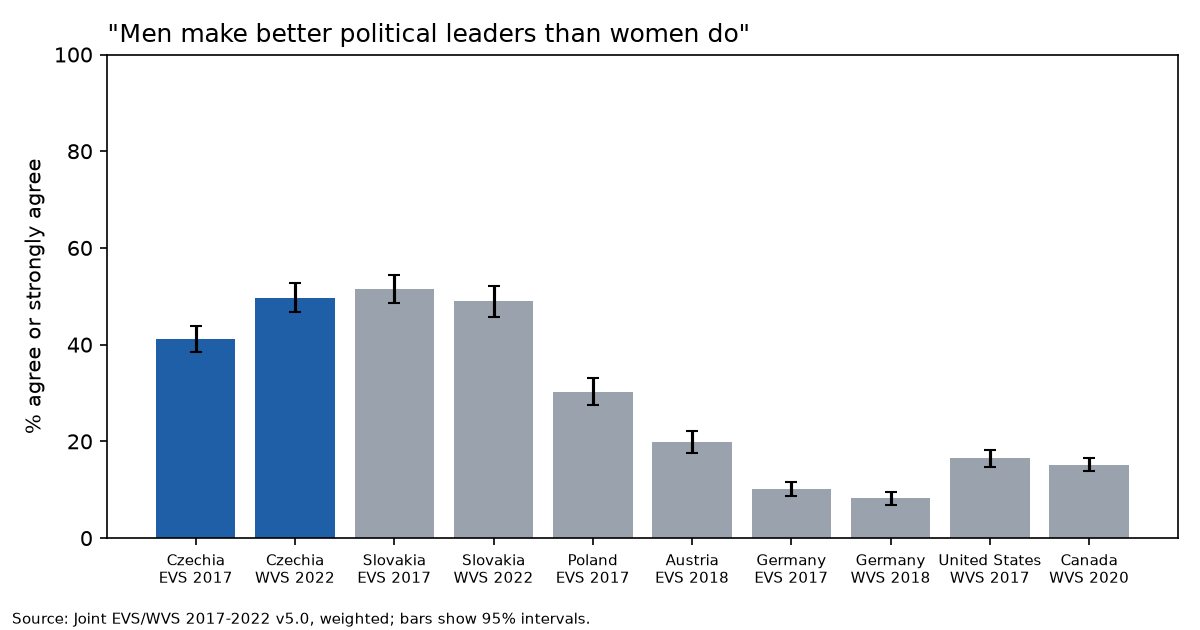 "Men make better political leaders than women do"
100
80
60
40
20
0
% agree or strongly agree
Czechia
EVS 2017
Czechia
WVS 2022
Slovakia
EVS 2017
Slovakia
WVS 2022
Poland
EVS 2017
Austria
EVS 2018
Germany
EVS 2017
Germany
WVS 2018
United States
WVS 2017
Canada
WVS 2020
Source: Joint EVS/WVS 2017-2022 v5.0, weighted; bars show 95% intervals.